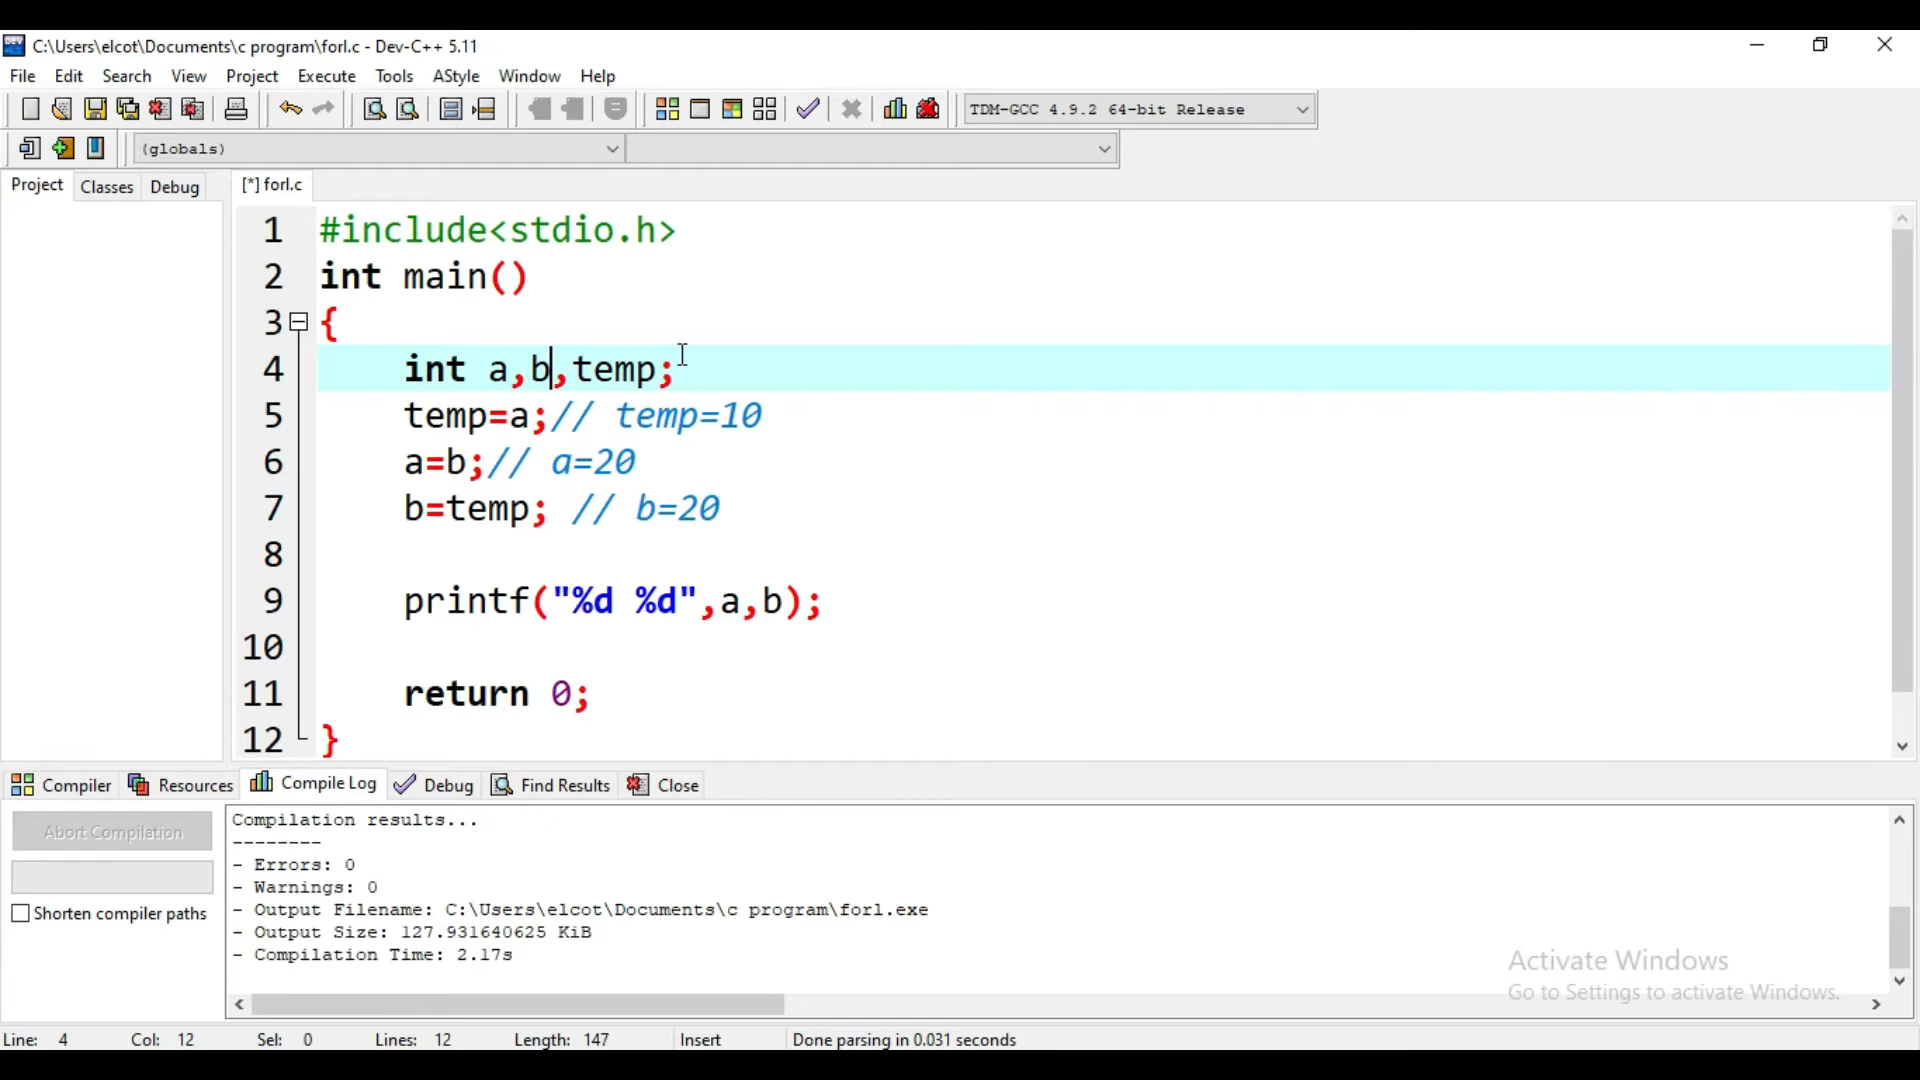 C:\Users\elcot\Documents\c program\forl.c - Dev-C++ 5.11
File Edit Search View Project Execute Tools AStyle Window Help
TDM-GCC 4.9.2 64-bit Release
(globals)
Project Classes Debug [*] forl.c
1 #include<stdio.h>
2 int main()
3 {
4 int a,b,temp;
5 temp=a;// temp=10
6 a=b;// a=20
7 b=temp; // b=20
8
9 printf("%d %d",a,b);
10
11 return 0;
12 }
Compiler Resources Compile Log Debug Find Results Close
Abort Compilation
Shorten compiler paths
Compilation results...
--------
- Errors: 0
- Warnings: 0
- Output Filename: C:\Users\elcot\Documents\c program\forl.exe
- Output Size: 127.931640625 KiB
- Compilation Time: 2.17s
Activate Windows
Go to Settings to activate Windows.
Line: 4 Col: 12 Sel: 0 Lines: 12 Length: 147 Insert Done parsing in 0.031 seconds